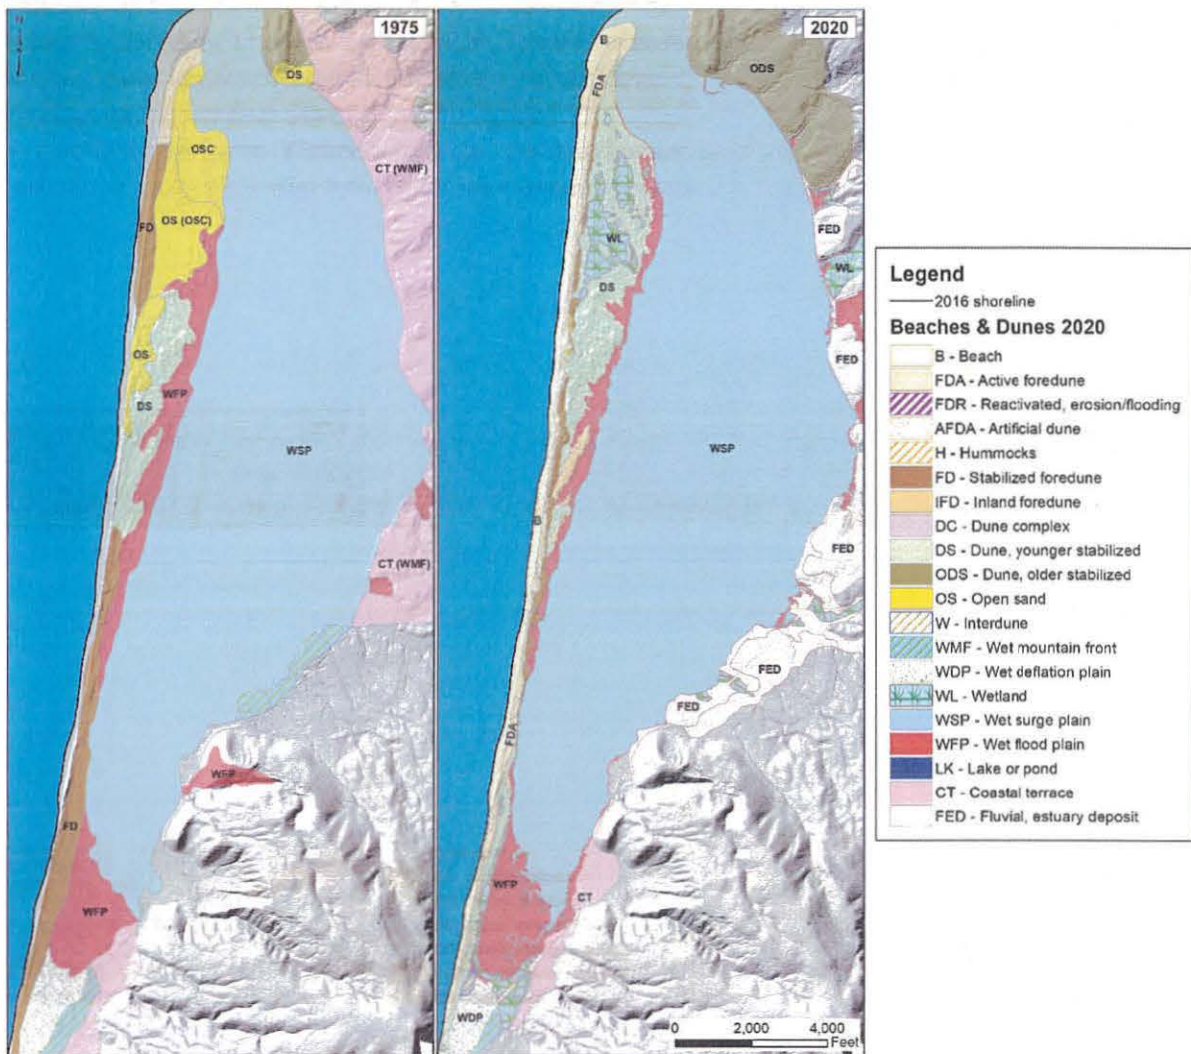 1975
DS
OSC
CT (WMF)
OS (OSC)
FD
OS
WFP
DS
WSP
CT (WMF)
WFP
FD
WFP
2020
B
ODS
FDA
FED
WL
WL
DS
FED
WSP
B
FED
FED
FED
FDA
WFP
CT
WDP
0 2,000 4,000
Feet
Legend
2016 shoreline
Beaches & Dunes 2020
B - Beach
FDA - Active foredune
FDR - Reactivated, erosion/flooding
AFDA - Artificial dune
H - Hummocks
FD - Stabilized foredune
IFD - Inland foredune
DC - Dune complex
DS - Dune, younger stabilized
ODS - Dune, older stabilized
OS - Open sand
W - Interdune
WMF - Wet mountain front
WDP - Wet deflation plain
WL - Wetland
WSP - Wet surge plain
WFP - Wet flood plain
LK - Lake or pond
CT - Coastal terrace
FED - Fluvial, estuary deposit